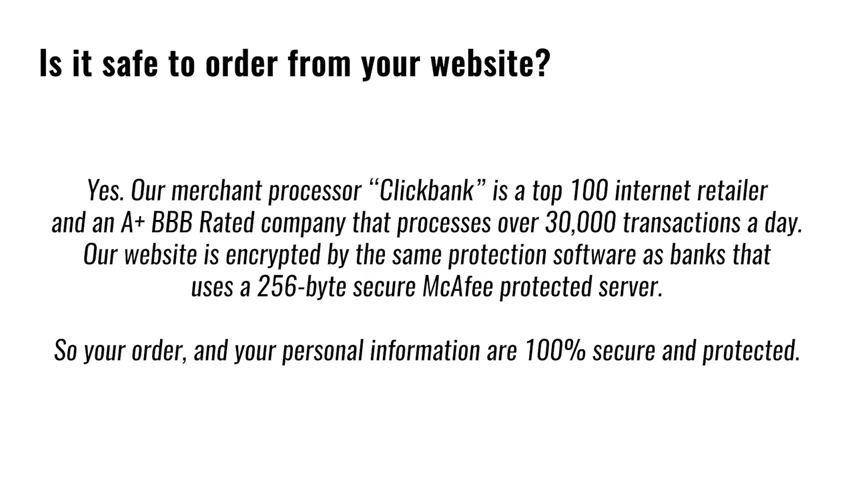 Is it safe to order from your website?
Yes. Our merchant processor “Clickbank” is a top 100 internet retailer
and an A+ BBB Rated company that processes over 30,000 transactions a day.
Our website is encrypted by the same protection software as banks that
uses a 256-byte secure McAfee protected server.
So your order, and your personal information are 100% secure and protected.